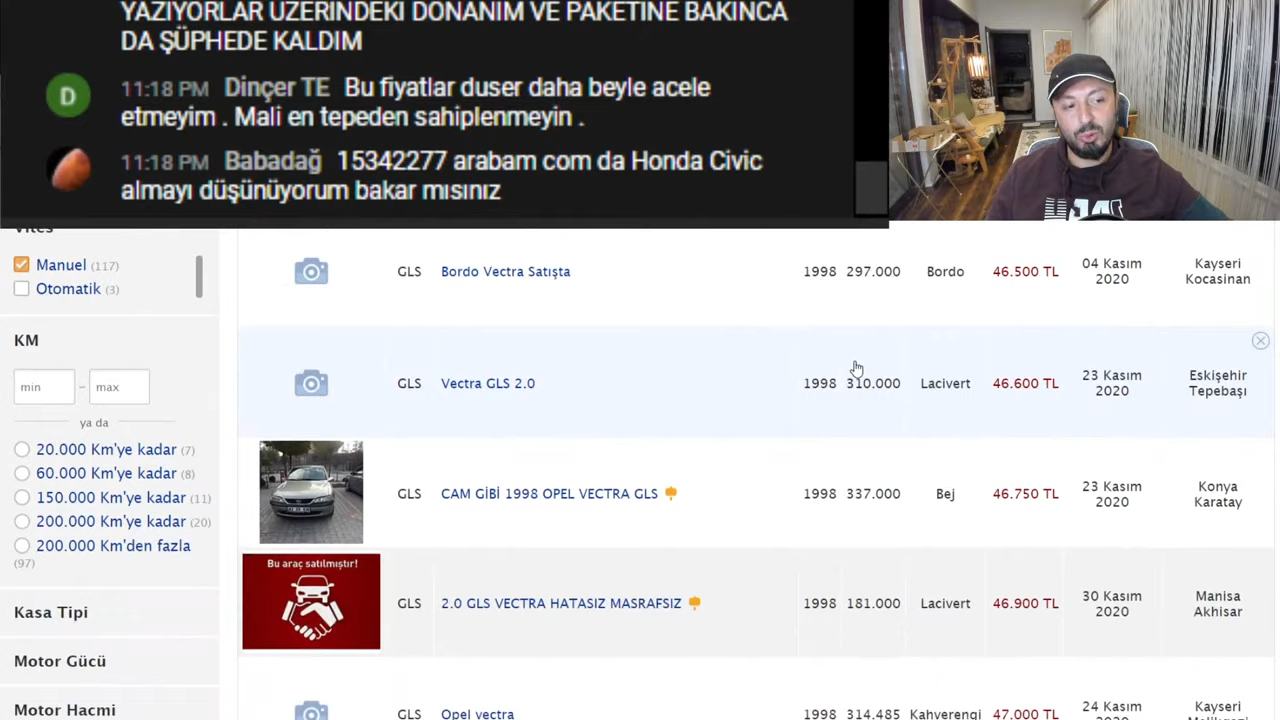 YAZIYORLAR ÜZERİNDEKİ DONANIM VE PAKETİNE BAKINCA
DA ŞÜPHEDE KALDIM
D
11:18 PM Dinçer TE Bu fiyatlar duser daha beyle acele
etmeyim . Mali en tepeden sahiplenmeyin .
11:18 PM Babadağ 15342277 arabam com da Honda Civic
almayı düşünüyorum bakar mısınız
Vites
Manuel (117)
Otomatik (3)
KM
min - max
ya da
20.000 Km'ye kadar (7)
60.000 Km'ye kadar (8)
150.000 Km'ye kadar (11)
200.000 Km'ye kadar (20)
200.000 Km'den fazla
(97)
Kasa Tipi
Motor Gücü
Motor Hacmi
GLS Bordo Vectra Satışta 1998 297.000 Bordo 46.500 TL 04 Kasım
2020 Kayseri
Kocasinan
GLS Vectra GLS 2.0 1998 310.000 Lacivert 46.600 TL 23 Kasım
2020 Eskişehir
Tepebaşı
GLS CAM GİBİ 1998 OPEL VECTRA GLS 1998 337.000 Bej 46.750 TL 23 Kasım
2020 Konya
Karatay
Bu araç satılmıştır!
GLS 2.0 GLS VECTRA HATASIZ MASRAFSIZ 1998 181.000 Lacivert 46.900 TL 30 Kasım
2020 Manisa
Akhisar
GLS Opel vectra 1998 314.485 Kahverengi 47.000 TL 24 Kasım
2020 Kayseri